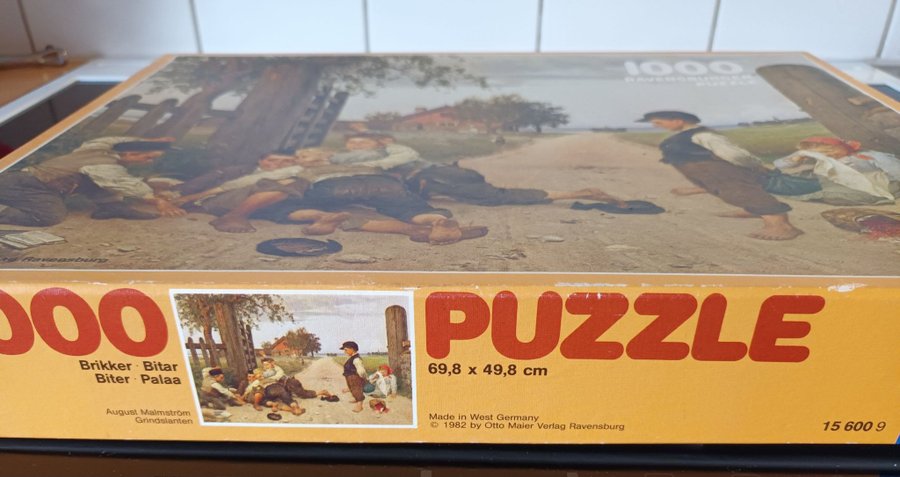 1000
RAVENSBURGER
PUZZLE
Ravensburg
000 PUZZLE
Brikker · Bitar
Biter · Palaa
69,8 x 49,8 cm
August Malmström
Grindslanten
Made in West Germany
© 1982 by Otto Maier Verlag Ravensburg
15 600 9